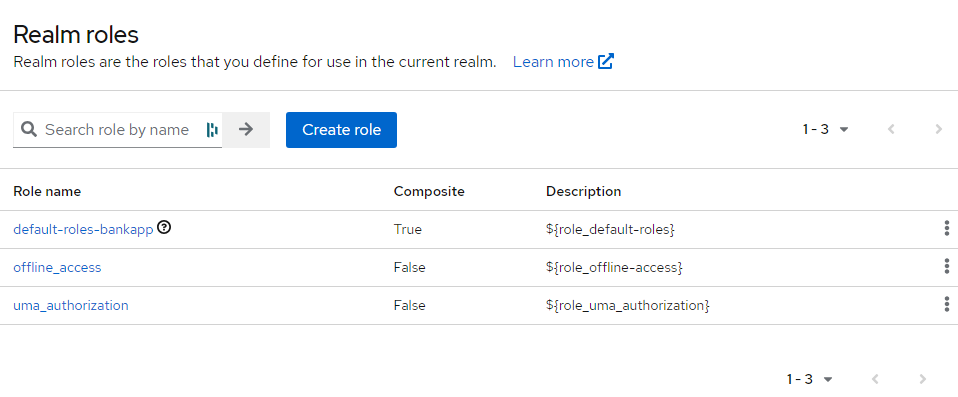 Realm roles
Realm roles are the roles that you define for use in the current realm. Learn more
Search role by name Create role 1 - 3
Role name Composite Description
default-roles-bankapp True ${role_default-roles}
offline_access False ${role_offline-access}
uma_authorization False ${role_uma_authorization}
1 - 3